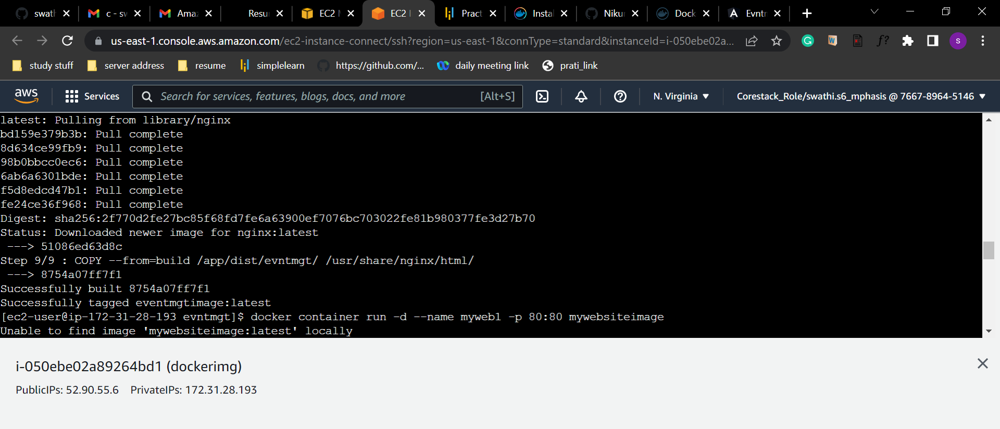 swath
c - sw
Ama
Resu
EC2 M
EC2 I
Pract
Instal
Niku
Dock
Evntm
us-east-1.console.aws.amazon.com/ec2-instance-connect/ssh?region=us-east-1&connType=standard&instanceId=i-050ebe02a...
study stuff
server address
resume
simplelearn
https://github.com/...
daily meeting link
prati_link
aws
Services
Search for services, features, blogs, docs, and more
[Alt+S]
N. Virginia ▼
Corestack_Role/swathi.s6_mphasis @ 7667-8964-5146 ▼
latest: Pulling from library/nginx
bd159e379b3b: Pull complete
8d634ce99fb9: Pull complete
98b0bbcc0ec6: Pull complete
6ab6a6301bde: Pull complete
f5d8edcd47b1: Pull complete
fe24ce36f968: Pull complete
Digest: sha256:2f770d2fe27bc85f68fd7fe6a63900ef7076bc703022fe81b980377fe3d27b70
Status: Downloaded newer image for nginx:latest
 ---> 51086ed63d8c
Step 9/9 : COPY --from=build /app/dist/evntmgt/ /usr/share/nginx/html/
 ---> 8754a07ff7f1
Successfully built 8754a07ff7f1
Successfully tagged eventmgtimage:latest
[ec2-user@ip-172-31-28-193 evntmgt]$ docker container run -d --name myweb1 -p 80:80 mywebsiteimage
Unable to find image 'mywebsiteimage:latest' locally
i-050ebe02a89264bd1 (dockerimg)
PublicIPs: 52.90.55.6 PrivateIPs: 172.31.28.193